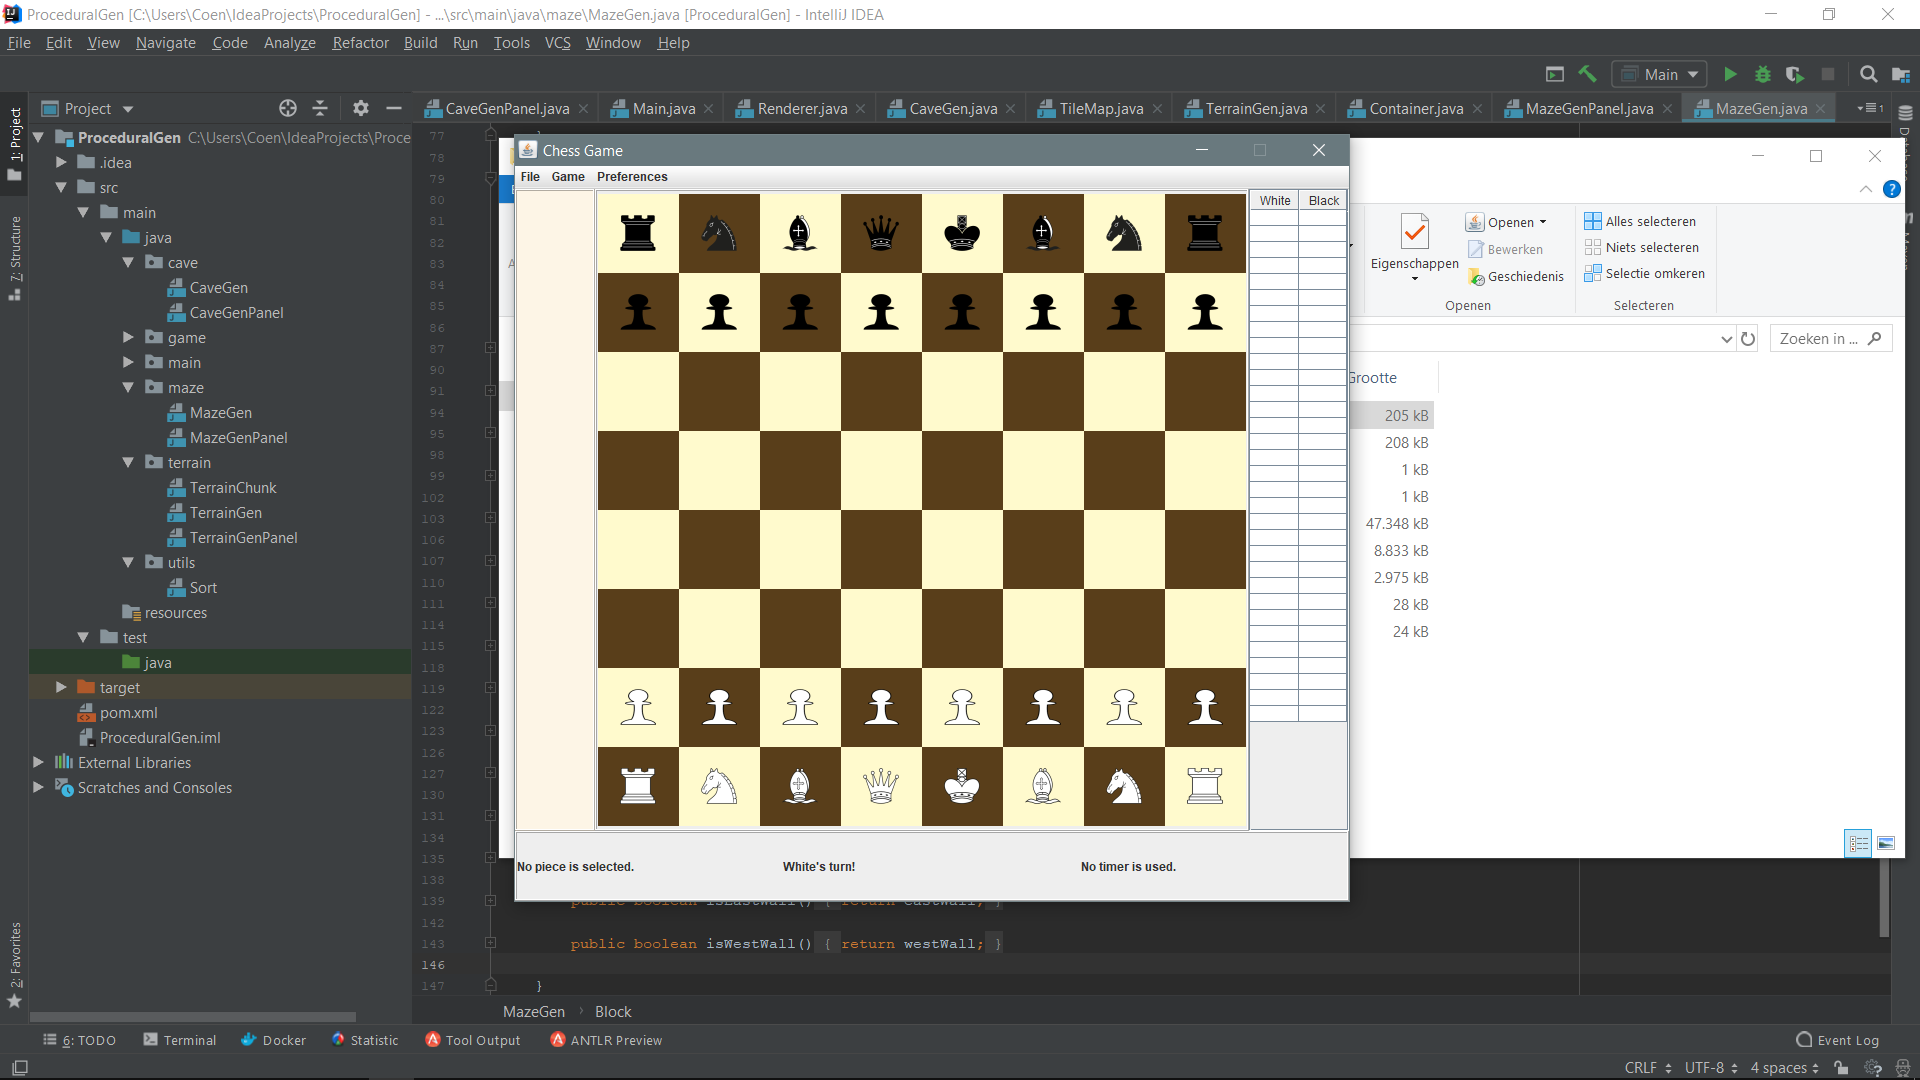 ProceduralGen [C:\Users\Coen\IdeaProjects\ProceduralGen] - ...\src\main\java\maze\MazeGen.java [ProceduralGen] - IntelliJ IDEA
File Edit View Navigate Code Analyze Refactor Build Run Tools VCS Window Help
Main
1: Project
7: Structure
2: Favorites
Project
CaveGenPanel.java
Main.java
Renderer.java
CaveGen.java
TileMap.java
TerrainGen.java
Container.java
MazeGenPanel.java
MazeGen.java
1
ProceduralGen C:\Users\Coen\IdeaProjects\Proce
.idea
src
main
java
cave
CaveGen
CaveGenPanel
game
main
maze
MazeGen
MazeGenPanel
terrain
TerrainChunk
TerrainGen
TerrainGenPanel
utils
Sort
resources
test
java
target
pom.xml
ProceduralGen.iml
External Libraries
Scratches and Consoles
77
78
79
80
81
82
83
84
85
86
87
90
91
94
95
98
99
102
103
106
107
110
111
114
115
118
119
122
123
126
127
130
131
134
135
138
139
142
143
146
147
Chess Game
File Game Preferences
White Black
No piece is selected. White's turn! No timer is used.
Eigenschappen
Openen
Bewerken
Geschiedenis
Openen
Alles selecteren
Niets selecteren
Selectie omkeren
Selecteren
Zoeken in ...
Grootte
205 kB
208 kB
1 kB
1 kB
47.348 kB
8.833 kB
2.975 kB
28 kB
24 kB
public boolean isEastWall() { return eastWall; }
public boolean isWestWall() { return westWall; }
}
MazeGen Block
6: TODO Terminal Docker Statistic Tool Output ANTLR Preview Event Log
CRLF UTF-8 4 spaces